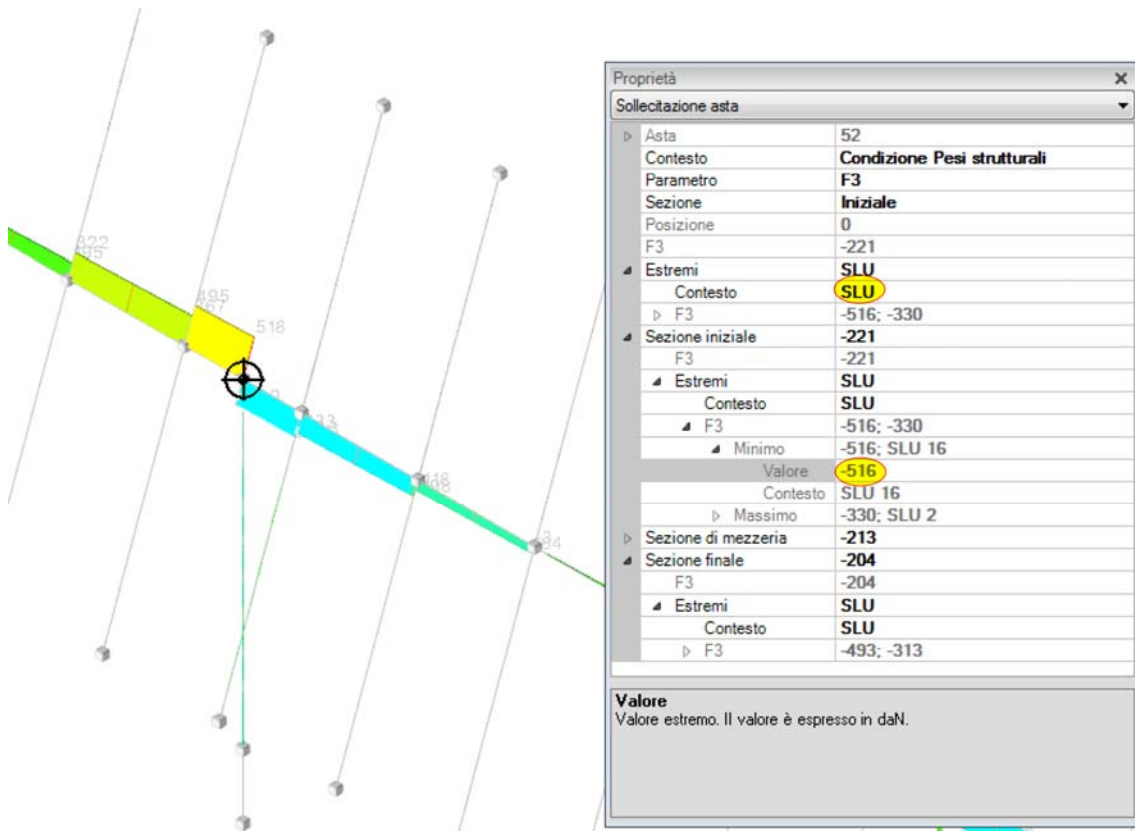 822
495
495
518
Proprietà
Sollecitazione asta
Asta 52
Contesto Condizione Pesi strutturali
Parametro F3
Sezione Iniziale
Posizione 0
F3 -221
Estremi SLU
Contesto SLU
F3 -516; -330
Sezione iniziale -221
F3 -221
Estremi SLU
Contesto SLU
F3 -516; -330
Minimo -516; SLU 16
Valore -516
Contesto SLU 16
Massimo -330; SLU 2
Sezione di mezzeria -213
Sezione finale -204
F3 -204
Estremi SLU
Contesto SLU
F3 -493; -313
Valore
Valore estremo. Il valore è espresso in daN.